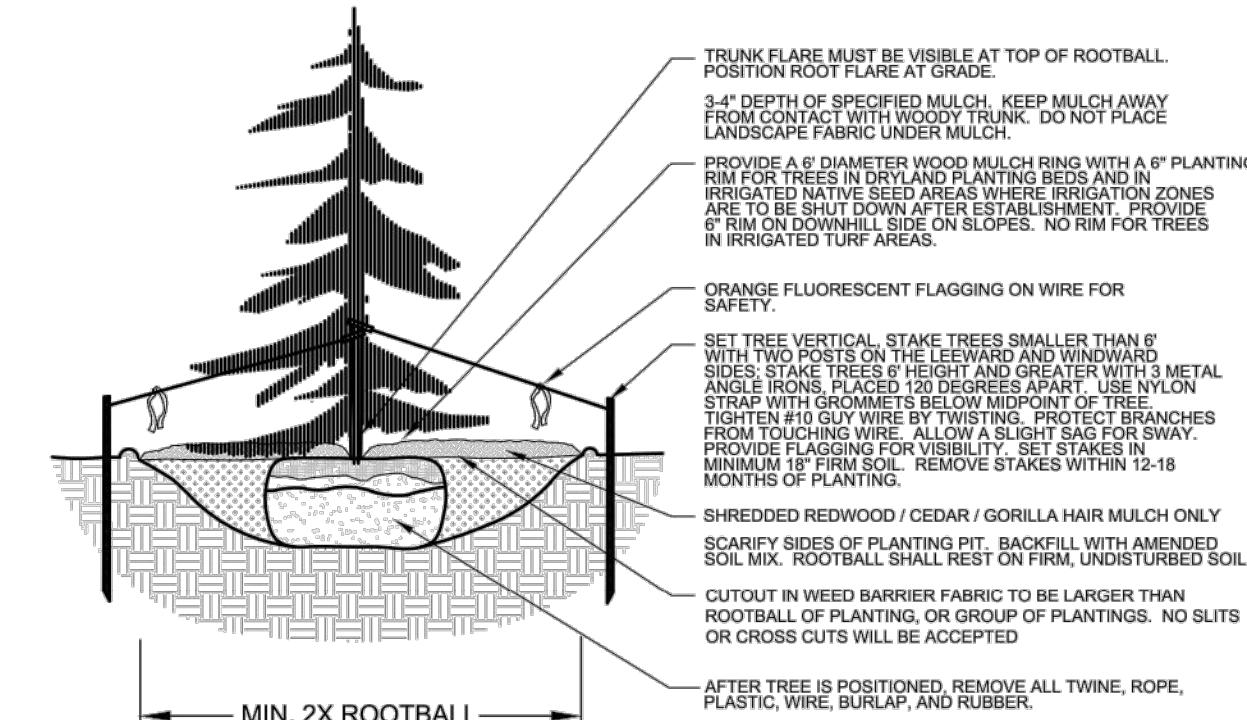 TRUNK FLARE MUST BE VISIBLE AT TOP OF ROOTBALL.
POSITION ROOT FLARE AT GRADE.
3-4" DEPTH OF SPECIFIED MULCH. KEEP MULCH AWAY
FROM CONTACT WITH WOODY TRUNK. DO NOT PLACE
LANDSCAPE FABRIC UNDER MULCH.
PROVIDE A 6' DIAMETER WOOD MULCH RING WITH A 6" PLANTING
RIM FOR TREES IN DRYLAND PLANTING BEDS AND IN
IRRIGATED NATIVE SEED AREAS WHERE IRRIGATION ZONES
ARE TO BE SHUT DOWN AFTER ESTABLISHMENT. PROVIDE
6" RIM ON DOWNHILL SIDE ON SLOPES. NO RIM FOR TREES
IN IRRIGATED TURF AREAS.
ORANGE FLUORESCENT FLAGGING ON WIRE FOR
SAFETY.
SET TREE VERTICAL, STAKE TREES SMALLER THAN 6'
WITH TWO POSTS ON THE LEEWARD AND WINDWARD
SIDES; STAKE TREES 6' HEIGHT AND GREATER WITH 3 METAL
ANGLE IRONS, PLACED 120 DEGREES APART. USE NYLON
STRAP WITH GROMMETS BELOW MIDPOINT OF TREE.
TIGHTEN #10 GUY WIRE BY TWISTING. PROTECT BRANCHES
FROM TOUCHING WIRE. ALLOW A SLIGHT SAG FOR SWAY.
PROVIDE FLAGGING FOR VISIBILITY. SET STAKES IN
MINIMUM 18" FIRM SOIL. REMOVE STAKES WITHIN 12-18
MONTHS OF PLANTING.
SHREDDED REDWOOD / CEDAR / GORILLA HAIR MULCH ONLY
SCARIFY SIDES OF PLANTING PIT. BACKFILL WITH AMENDED
SOIL MIX. ROOTBALL SHALL REST ON FIRM, UNDISTURBED SOIL
CUTOUT IN WEED BARRIER FABRIC TO BE LARGER THAN
ROOTBALL OF PLANTING, OR GROUP OF PLANTINGS. NO SLITS
OR CROSS CUTS WILL BE ACCEPTED
AFTER TREE IS POSITIONED, REMOVE ALL TWINE, ROPE,
PLASTIC, WIRE, BURLAP, AND RUBBER.
MIN. 2X ROOTBALL